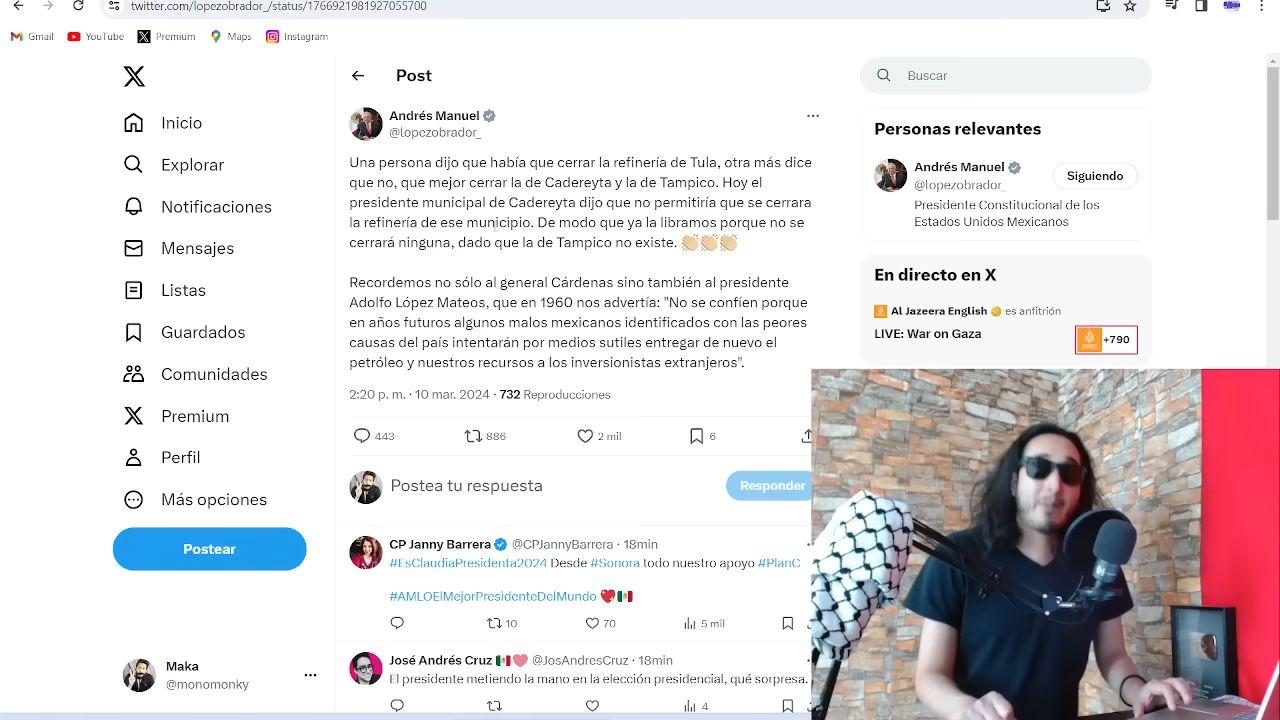 twitter.com/lopezobrador_/status/1766921981927055700
Gmail YouTube Premium Maps Instagram
Inicio
Explorar
Notificaciones
Mensajes
Listas
Guardados
Comunidades
Premium
Perfil
Más opciones
Postear
Maka
@monomonky
Post
Andrés Manuel
@lopezobrador_
Una persona dijo que había que cerrar la refinería de Tula, otra más dice
que no, que mejor cerrar la de Cadereyta y la de Tampico. Hoy el
presidente municipal de Cadereyta dijo que no permitiría que se cerrara
la refinería de ese municipio. De modo que ya la libramos porque no se
cerrará ninguna, dado que la de Tampico no existe. 👏🏼👏🏼👏🏼
Recordemos no sólo al general Cárdenas sino también al presidente
Adolfo López Mateos, que en 1960 nos advertía: "No se confíen porque
en años futuros algunos malos mexicanos identificados con las peores
causas del país intentarán por medios sutiles entregar de nuevo el
petróleo y nuestros recursos a los inversionistas extranjeros".
2:20 p. m. · 10 mar. 2024 · 732 Reproducciones
443 886 2 mil 6
Postea tu respuesta
Responder
CP Janny Barrera @CPJannyBarrera · 18min
#EsClaudiaPresidenta2024 Desde #Sonora todo nuestro apoyo #PlanC
#AMLOElMejorPresidenteDelMundo ❤️🇲🇽
10 70 5 mil
José Andrés Cruz 🇲🇽🩷 @JosAndresCruz · 18min
El presidente metiendo la mano en la elección presidencial, qué sorpresa.
4
Buscar
Personas relevantes
Andrés Manuel
@lopezobrador_
Siguiendo
Presidente Constitucional de los
Estados Unidos Mexicanos
En directo en X
Al Jazeera English es anfitrión
LIVE: War on Gaza
+790